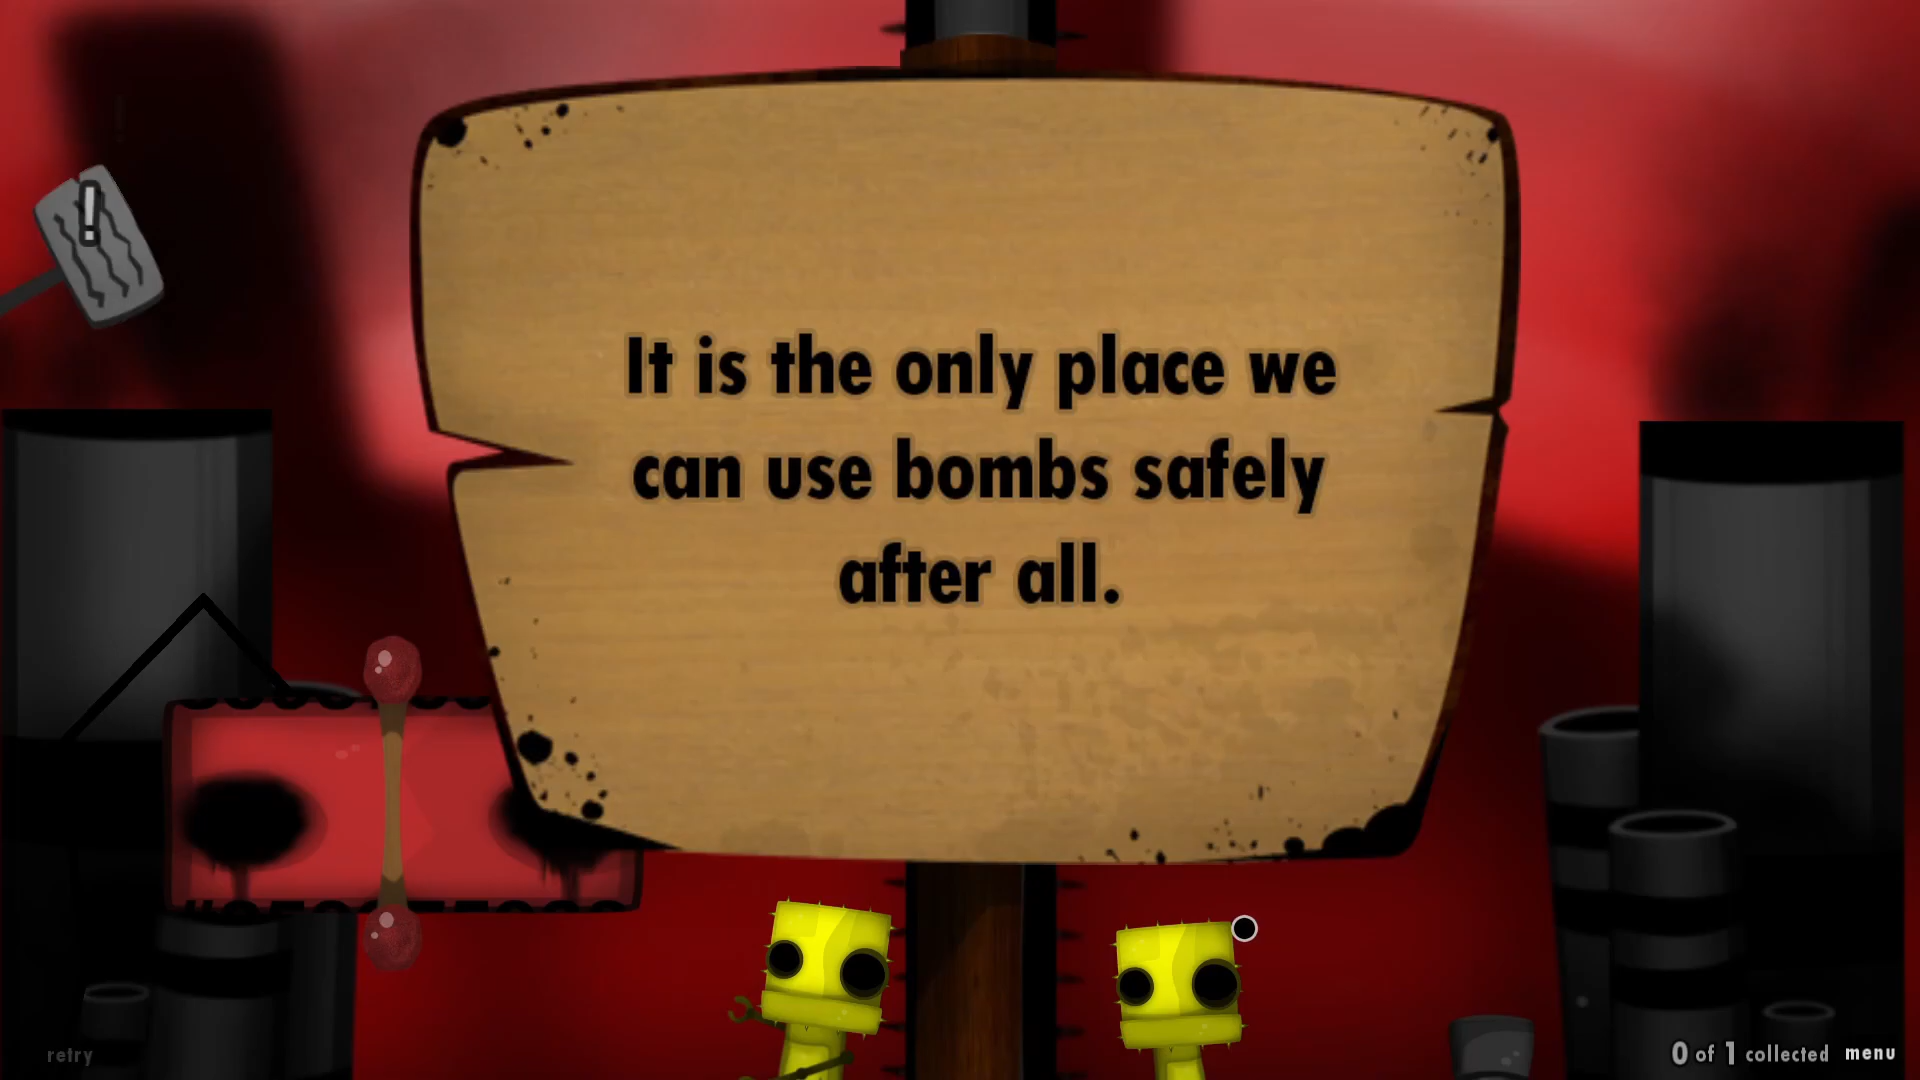 !
It is the only place we
can use bombs safely
after all.
retry
0 of 1 collected menu